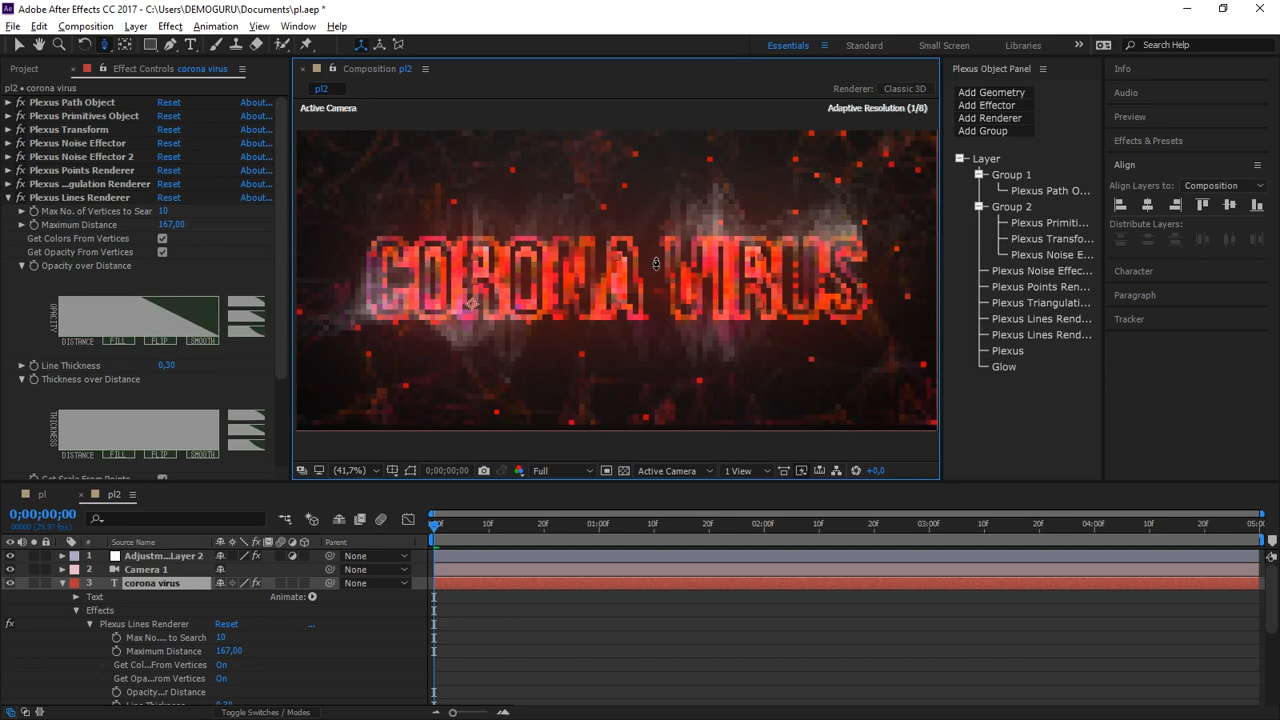 Adobe After Effects CC 2017 - C:\Users\DEMOGURU\Documents\pl.aep *
File Edit Composition Layer Effect Animation View Window Help
Essentials Standard Small Screen Libraries Search Help
Project Effect Controls corona virus
pl2 • corona virus
Plexus Path Object Reset About...
Plexus Primitives Object Reset About...
Plexus Transform Reset About...
Plexus Noise Effector Reset About...
Plexus Noise Effector 2 Reset About...
Plexus Points Renderer Reset About...
Plexus ...gulation Renderer Reset About...
Plexus Lines Renderer Reset About...
Max No. of Vertices to Sear 10
Maximum Distance 167,00
Get Colors From Vertices
Get Opacity From Vertices
Opacity over Distance
OPACITY
DISTANCE FILL FLIP SMOOTH
Line Thickness 0,30
Thickness over Distance
THICKNESS
DISTANCE FILL FLIP SMOOTH
Get Scale From Points
Composition pl2
pl2
Renderer: Classic 3D
Active Camera Adaptive Resolution (1/8)
CORONA VIRUS
(41,7%) 0;00;00;00 Full Active Camera 1 View +0,0
Plexus Object Panel
Add Geometry
Add Effector
Add Renderer
Add Group
Layer
Group 1
Plexus Path O...
Group 2
Plexus Primiti...
Plexus Transfo...
Plexus Noise E...
Plexus Noise Effec...
Plexus Points Ren...
Plexus Triangulati...
Plexus Lines Rend...
Plexus Lines Rend...
Plexus
Glow
Info
Audio
Preview
Effects & Presets
Align
Align Layers to: Composition
Distribute Layers:
Character
Paragraph
Tracker
pl pl2
0;00;00;00
00000 (29.97 fps)
# Source Name Parent
1 Adjustm...Layer 2 None
2 Camera 1 None
3 T corona virus None
Text Animate:
Effects
Plexus Lines Renderer Reset ...
Max No.... to Search 10
Maximum Distance 167,00
Get Col...From Vertices On
Get Opa...rom Vertices On
Opacity...r Distance
Toggle Switches / Modes
10f 20f 01:00f 10f 20f 02:00f 10f 20f 03:00f 10f 20f 04:00f 10f 20f 05:0